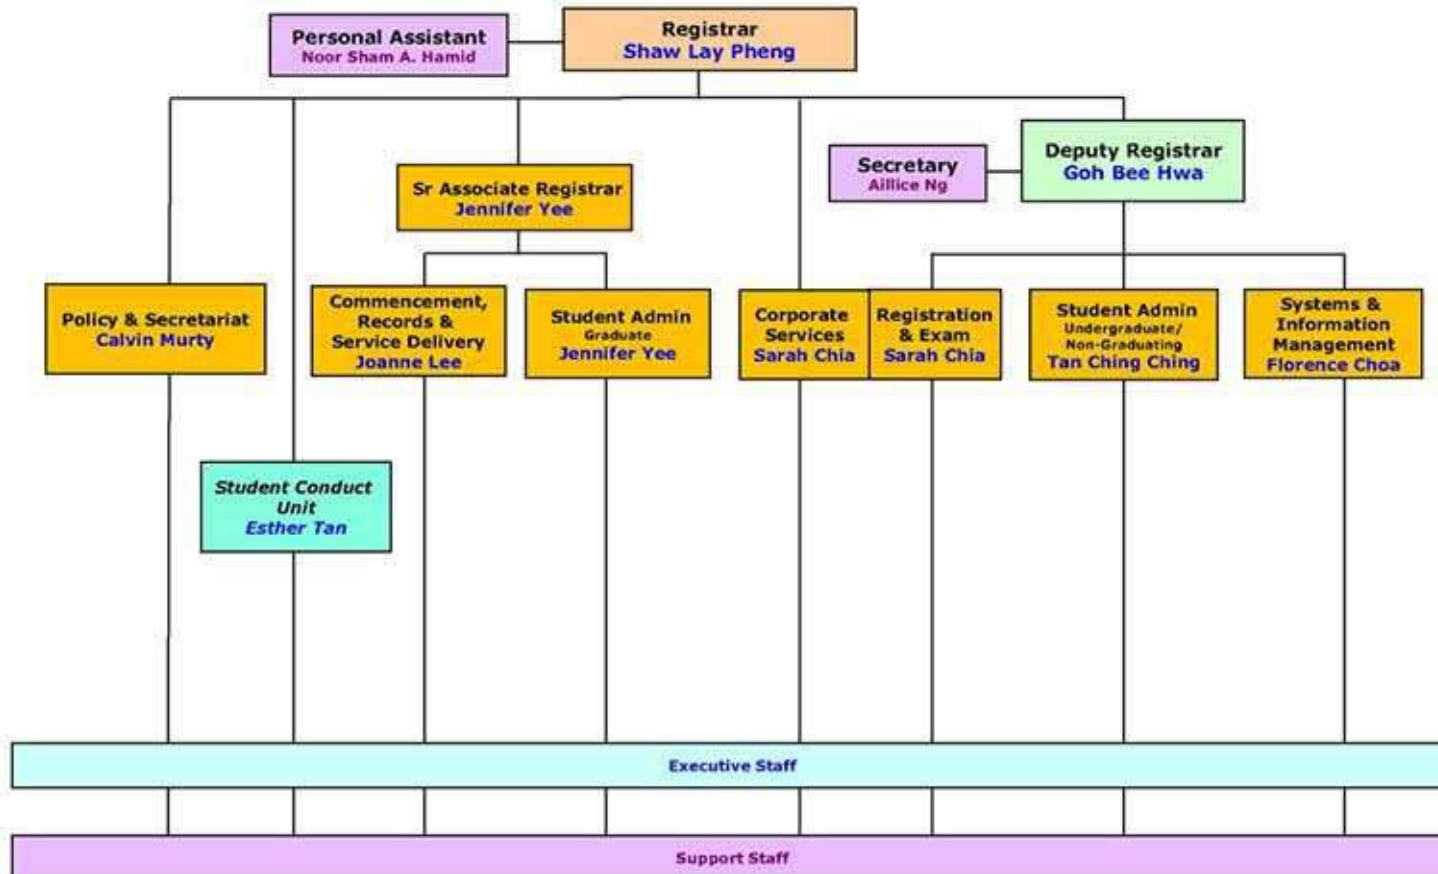 Personal Assistant
Noor Sham A. Hamid
Registrar
Shaw Lay Pheng
Sr Associate Registrar
Jennifer Yee
Secretary
Aillice Ng
Deputy Registrar
Goh Bee Hwa
Policy & Secretariat
Calvin Murty
Commencement,
Records &
Service Delivery
Joanne Lee
Student Admin
Graduate
Jennifer Yee
Corporate
Services
Sarah Chia
Registration
& Exam
Sarah Chia
Student Admin
Undergraduate/
Non-Graduating
Tan Ching Ching
Systems &
Information
Management
Florence Choa
Student Conduct
Unit
Esther Tan
Executive Staff
Support Staff